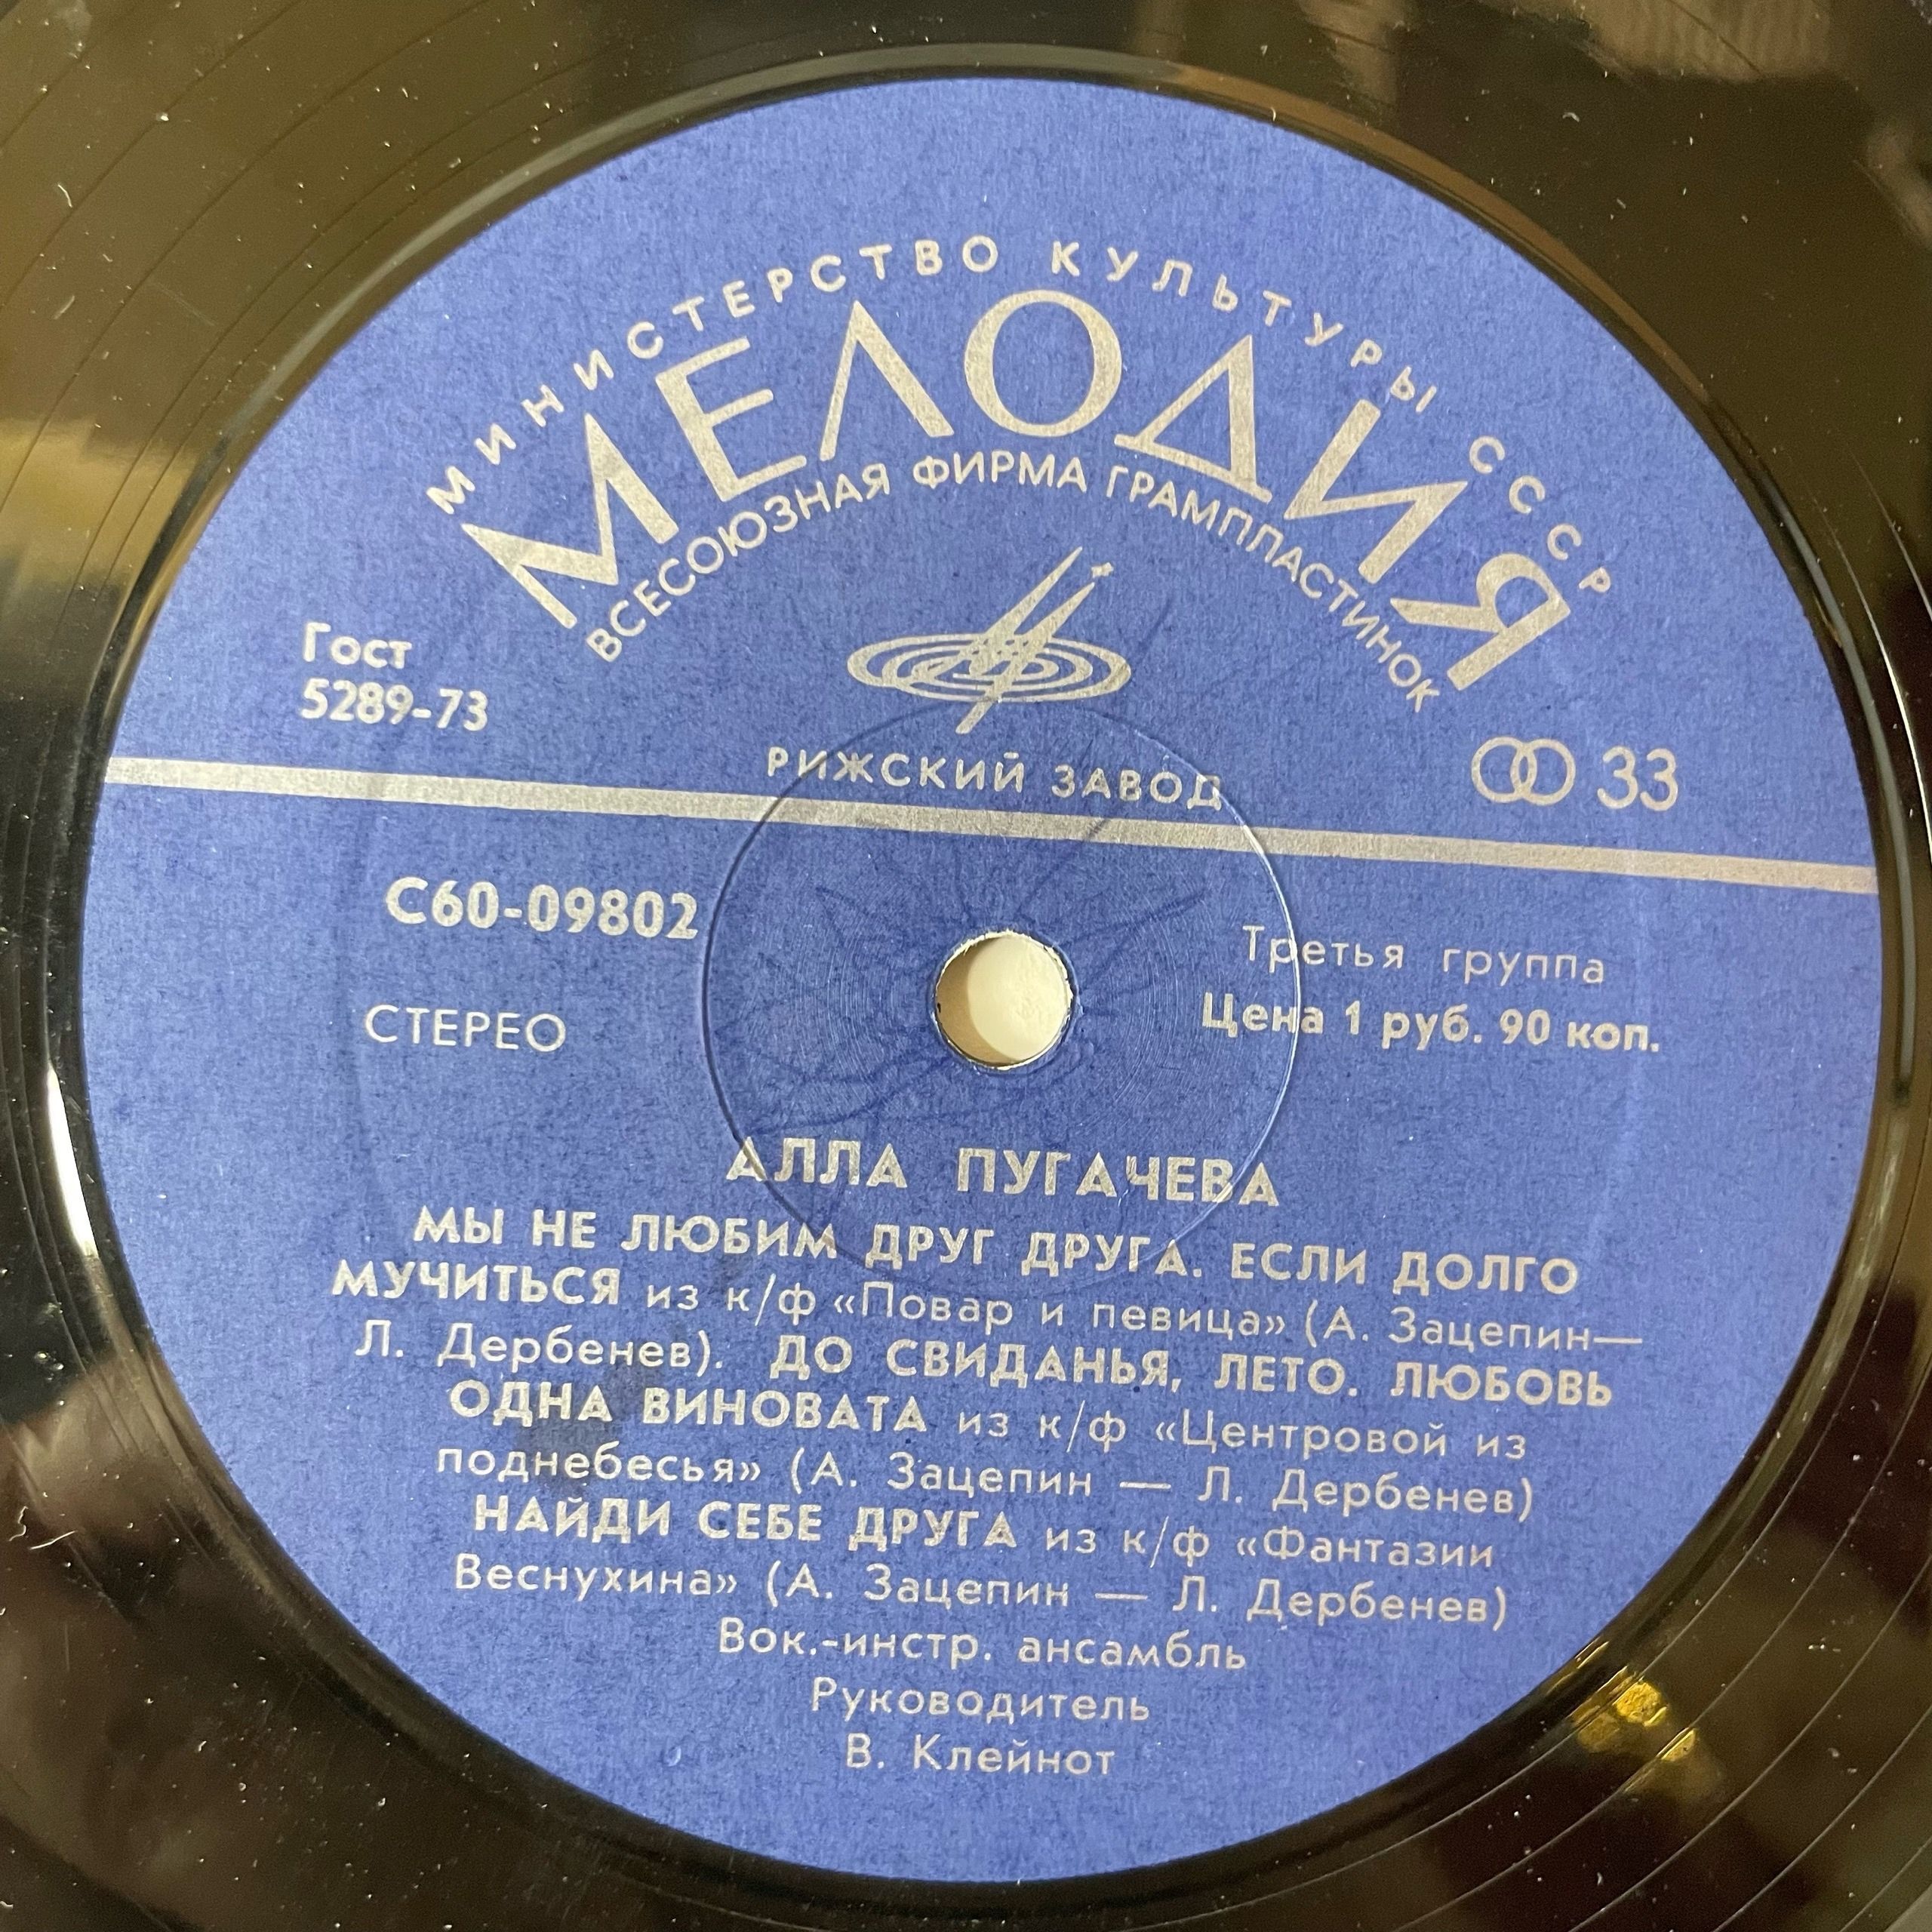 МИНИСТЕРСТВО КУЛЬТУРЫ СССР
МЕЛОДИЯ
ВСЕСОЮЗНАЯ ФИРМА ГРАМПЛАСТИНОК
Гост
5289-73
РИЖСКИЙ ЗАВОД
33
С60-09802
Третья группа
СТЕРЕО
Цена 1 руб. 90 коп.
АЛЛА ПУГАЧЕВА
МЫ НЕ ЛЮБИМ ДРУГ ДРУГА. ЕСЛИ ДОЛГО
МУЧИТЬСЯ из к/ф «Повар и певица» (А. Зацепин—
Л. Дербенев). ДО СВИДАНЬЯ, ЛЕТО. ЛЮБОВЬ
ОДНА ВИНОВАТА из к/ф «Центровой из
поднебесья» (А. Зацепин — Л. Дербенев)
НАЙДИ СЕБЕ ДРУГА из к/ф «Фантазии
Веснухина» (А. Зацепин — Л. Дербенев)
Вок.-инстр. ансамбль
Руководитель
В. Клейнот